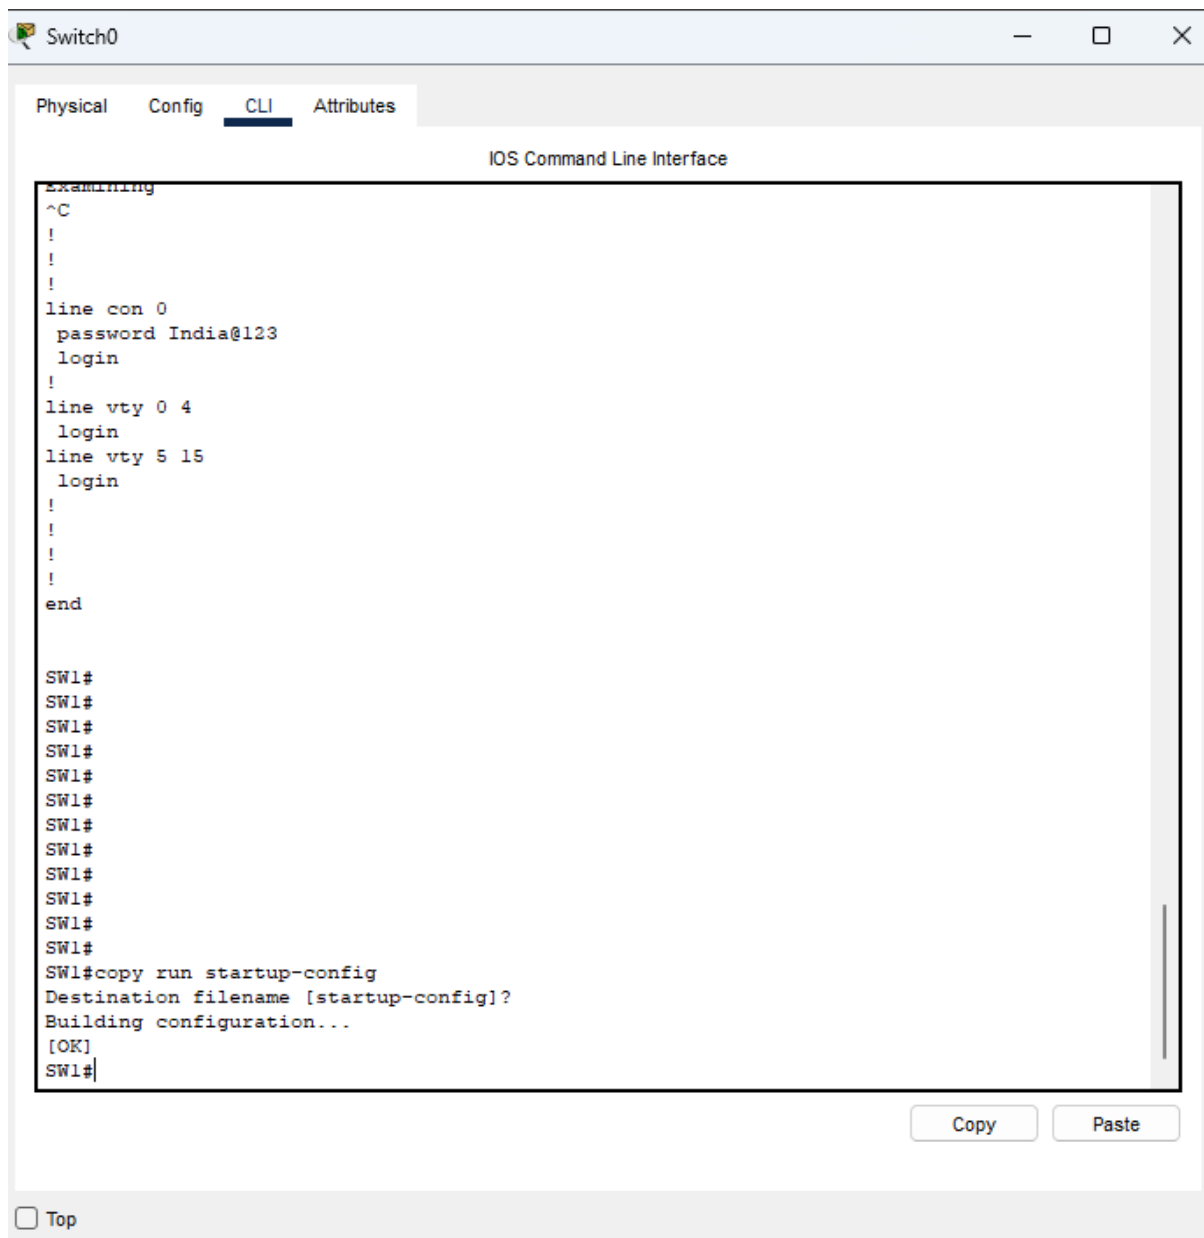 Switch0
Physical Config CLI Attributes
IOS Command Line Interface
Examining
^C
!
!
!
line con 0
 password India@123
 login
!
line vty 0 4
 login
line vty 5 15
 login
!
!
!
!
end
SW1#
SW1#
SW1#
SW1#
SW1#
SW1#
SW1#
SW1#
SW1#
SW1#
SW1#
SW1#
SW1#copy run startup-config
Destination filename [startup-config]?
Building configuration...
[OK]
SW1#
Copy Paste
Top